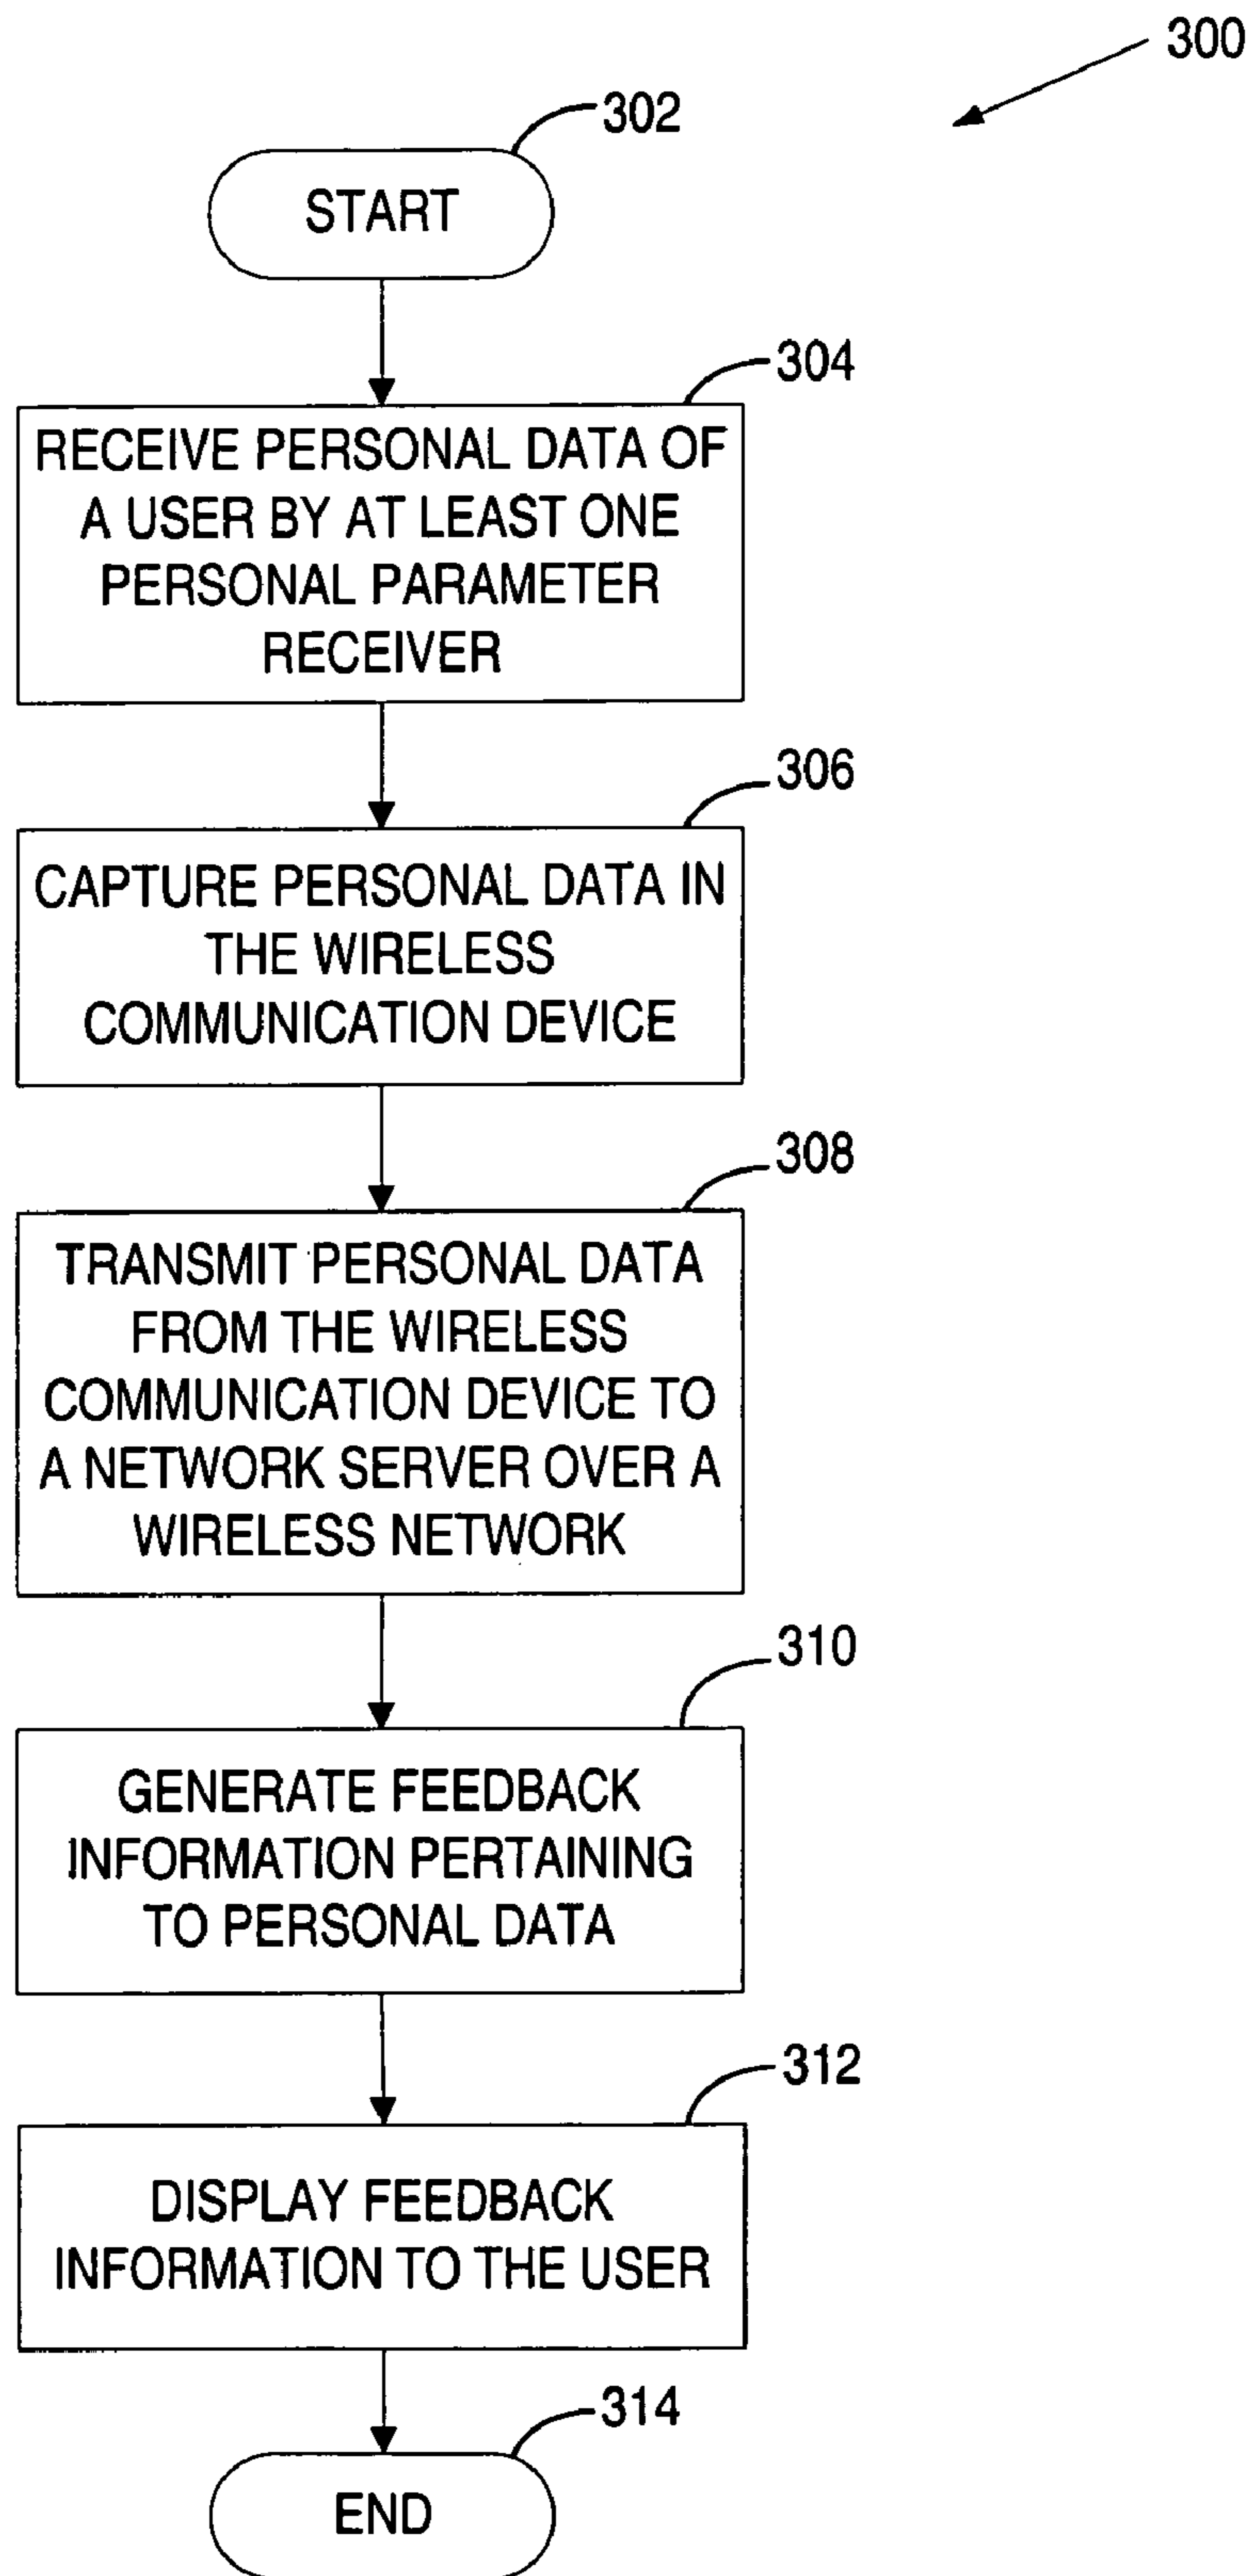 300
302
START
304
RECEIVE PERSONAL DATA OF
A USER BY AT LEAST ONE
PERSONAL PARAMETER
RECEIVER
306
CAPTURE PERSONAL DATA IN
THE WIRELESS
COMMUNICATION DEVICE
308
TRANSMIT PERSONAL DATA
FROM THE WIRELESS
COMMUNICATION DEVICE TO
A NETWORK SERVER OVER A
WIRELESS NETWORK
310
GENERATE FEEDBACK
INFORMATION PERTAINING
TO PERSONAL DATA
312
DISPLAY FEEDBACK
INFORMATION TO THE USER
314
END